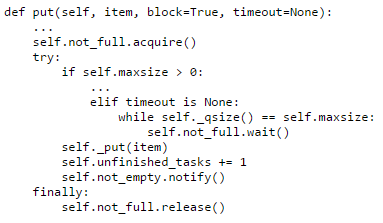 def put(self, item, block=True, timeout=None):
    ...
    self.not_full.acquire()
    try:
        if self.maxsize > 0:
            ...
            elif timeout is None:
                while self._qsize() == self.maxsize:
                    self.not_full.wait()
        self._put(item)
        self.unfinished_tasks += 1
        self.not_empty.notify()
    finally:
        self.not_full.release()